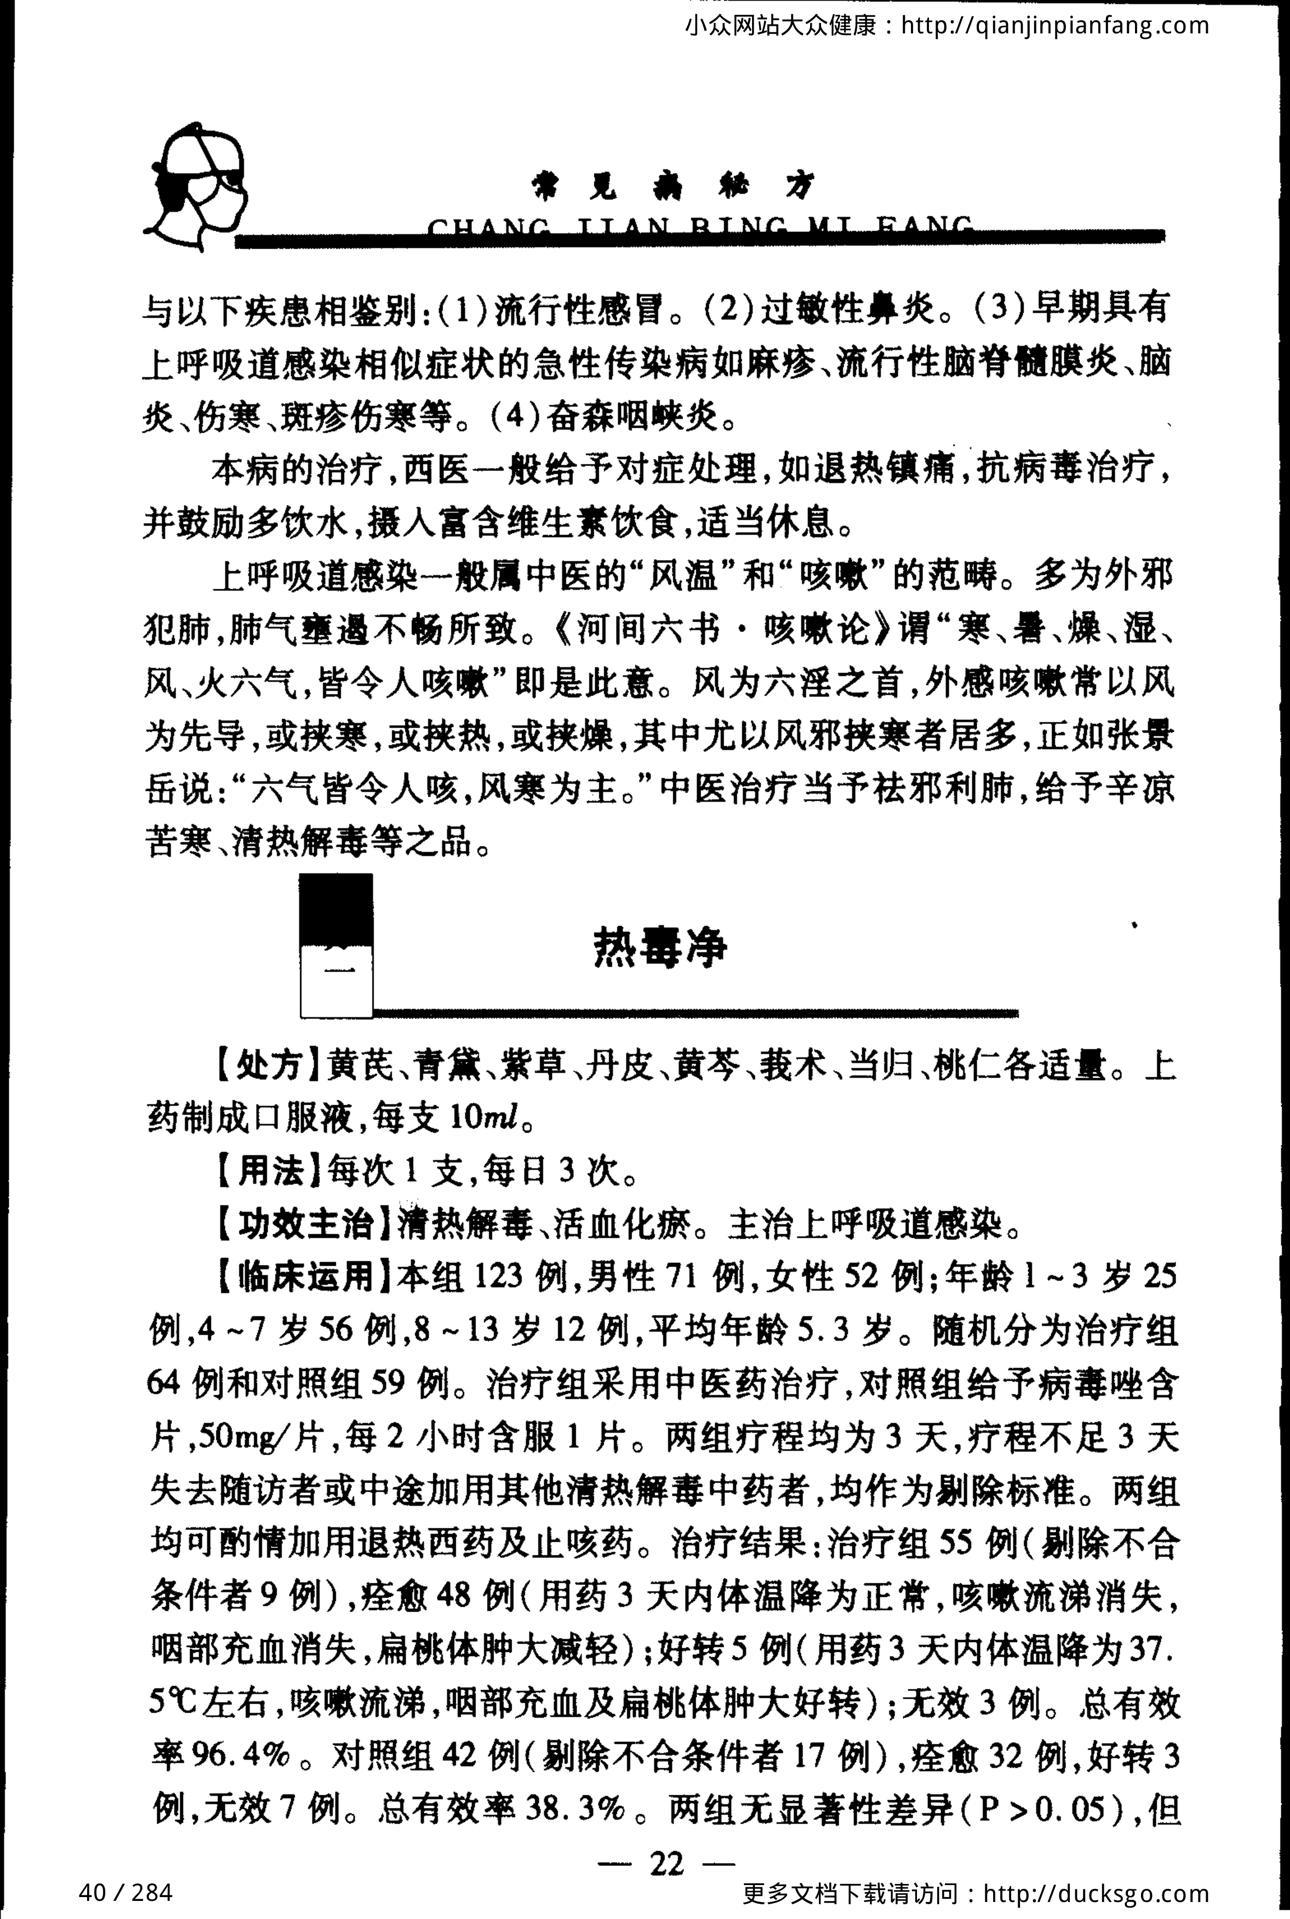 小众网站大众健康：http://qianjinpianfang.com
常见病秘方
CHANG JIAN BING MI FANG
与以下疾患相鉴别:(1)流行性感冒。(2)过敏性鼻炎。(3)早期具有
上呼吸道感染相似症状的急性传染病如麻疹、流行性脑脊髓膜炎、脑
炎、伤寒、斑疹伤寒等。(4)奋森咽峡炎。
本病的治疗,西医一般给予对症处理,如退热镇痛,抗病毒治疗,
并鼓励多饮水,摄人富含维生素饮食,适当休息。
上呼吸道感染一般属中医的“风温”和“咳嗽”的范畴。多为外邪
犯肺,肺气壅遏不畅所致。《河间六书·咳嗽论》谓“寒、暑、燥、湿、
风、火六气,皆令人咳嗽”即是此意。风为六淫之首,外感咳嗽常以风
为先导,或挟寒,或挟热,或挟燥,其中尤以风邪挟寒者居多,正如张景
岳说:“六气皆令人咳,风寒为主。”中医治疗当予祛邪利肺,给予辛凉
苦寒、清热解毒等之品。
一
热毒净
【处方】黄芪、青黛、紫草、丹皮、黄芩、莪术、当归、桃仁各适量。上
药制成口服液,每支10ml。
【用法】每次1支,每日3次。
【功效主治】清热解毒、活血化瘀。主治上呼吸道感染。
【临床运用】本组123例,男性71例,女性52例;年龄1~3岁25
例,4~7岁56例,8~13岁12例,平均年龄5.3岁。随机分为治疗组
64例和对照组59例。治疗组采用中医药治疗,对照组给予病毒唑含
片,50mg/片,每2小时含服1片。两组疗程均为3天,疗程不足3天
失去随访者或中途加用其他清热解毒中药者,均作为剔除标准。两组
均可酌情加用退热西药及止咳药。治疗结果:治疗组55例(剔除不合
条件者9例),痊愈48例(用药3天内体温降为正常,咳嗽流涕消失,
咽部充血消失,扁桃体肿大减轻);好转5例(用药3天内体温降为37.
5℃左右,咳嗽流涕,咽部充血及扁桃体肿大好转);无效3例。总有效
率96.4%。对照组42例(剔除不合条件者17例),痊愈32例,好转3
例,无效7例。总有效率38.3%。两组无显著性差异(P>0.05),但
— 22 —
40 / 284
更多文档下载请访问：http://ducksgo.com